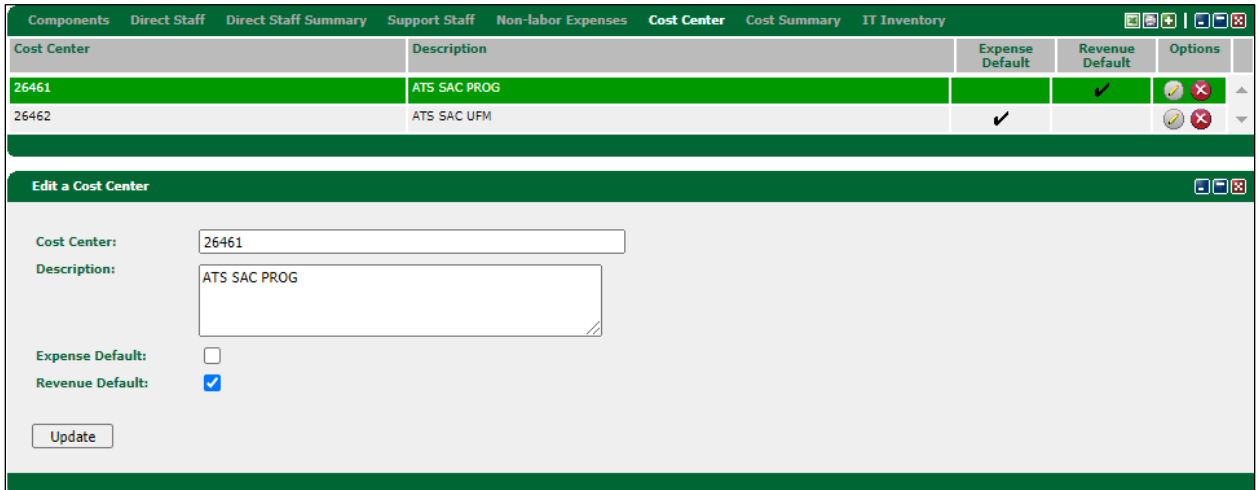 Components Direct Staff Direct Staff Summary Support Staff Non-labor Expenses Cost Center Cost Summary IT Inventory
Cost Center Description Expense Default Revenue Default Options
26461 ATS SAC PROG
26462 ATS SAC UFM
Edit a Cost Center
Cost Center: 26461
Description: ATS SAC PROG
Expense Default:
Revenue Default:
Update